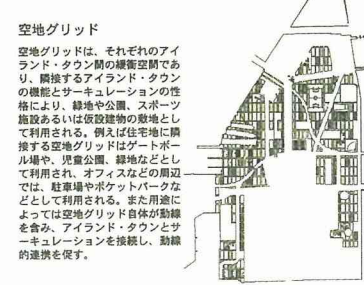 空地グリッド
空地グリッドは、それぞれのアイ
ランド・タウン間の緩衝空間であ
り、隣接するアイランド・タウン
の機能とサーキュレーションの性
格により、緑地や公園、スポーツ
施設あるいは仮設建物の敷地とし
て利用される。例えば住宅地に隣
接する空地グリッドはゲートボー
ル場や、児童公園、緑地などとし
て利用され、オフィスなどの周辺
では、駐車場やポケットパークな
どとして利用される。また用途に
よっては空地グリッド自体が動線
を含み、アイランド・タウンとサ
ーキュレーションを接続し、動線
的連携を促す。